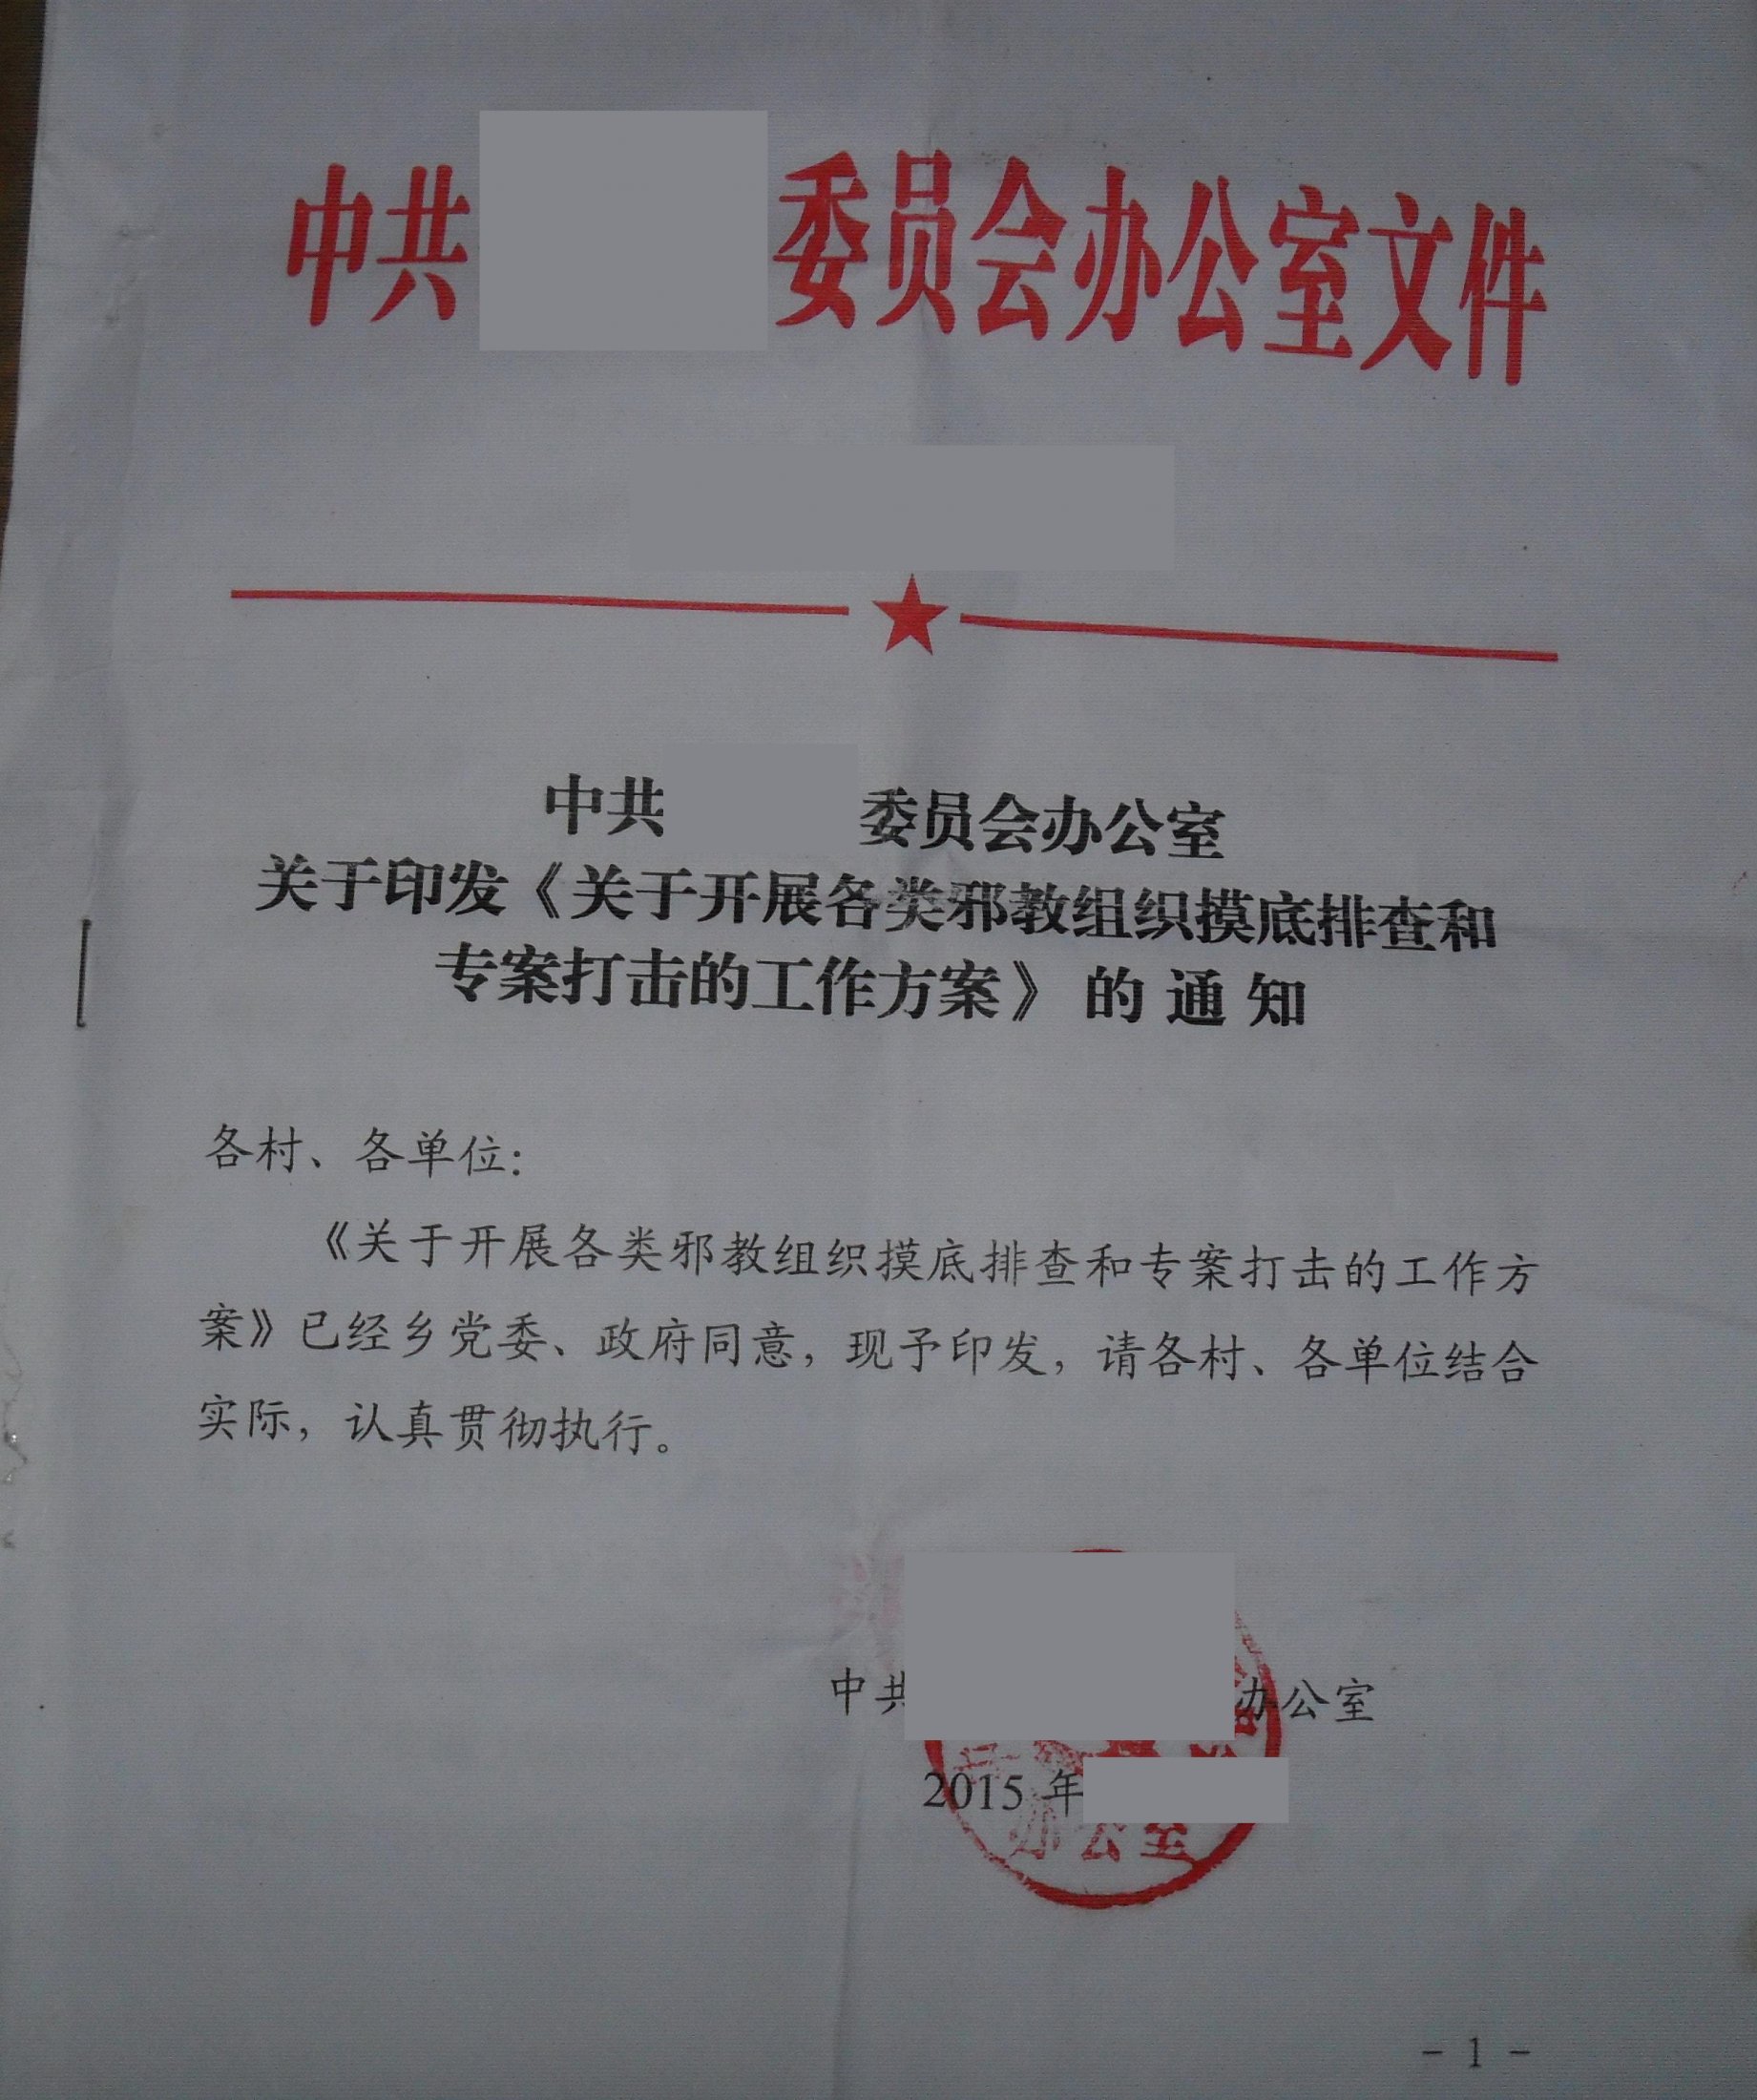 中共 委员会办公室文件
中共 委员会办公室
关于印发《关于开展各类邪教组织摸底排查和
专案打击的工作方案》的通知
各村、各单位：
《关于开展各类邪教组织摸底排查和专案打击的工作方
案》已经乡党委、政府同意，现予印发，请各村、各单位结合
实际，认真贯彻执行。
中共 办公室
2015年
办公室
- 1 -